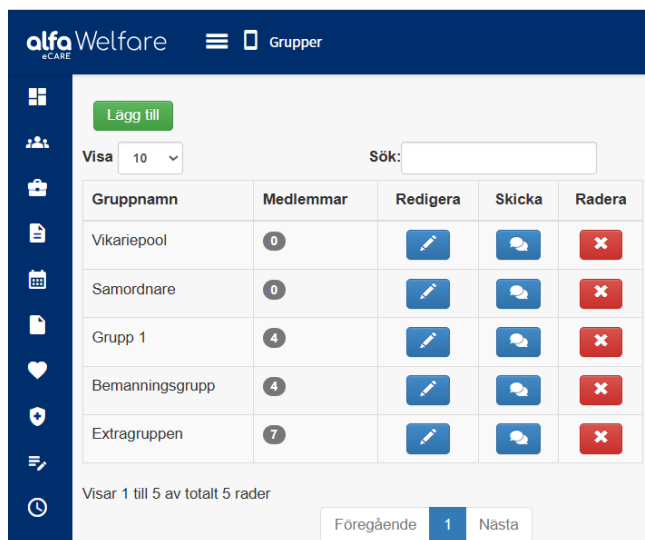 alfa Welfare
eCARE
Grupper
Lägg till
Visa 10 Sök:
Gruppnamn Medlemmar Redigera Skicka Radera
Vikariepool 0
Samordnare 0
Grupp 1 4
Bemanningsgrupp 4
Extragruppen 7
Visar 1 till 5 av totalt 5 rader
Föregående 1 Nästa